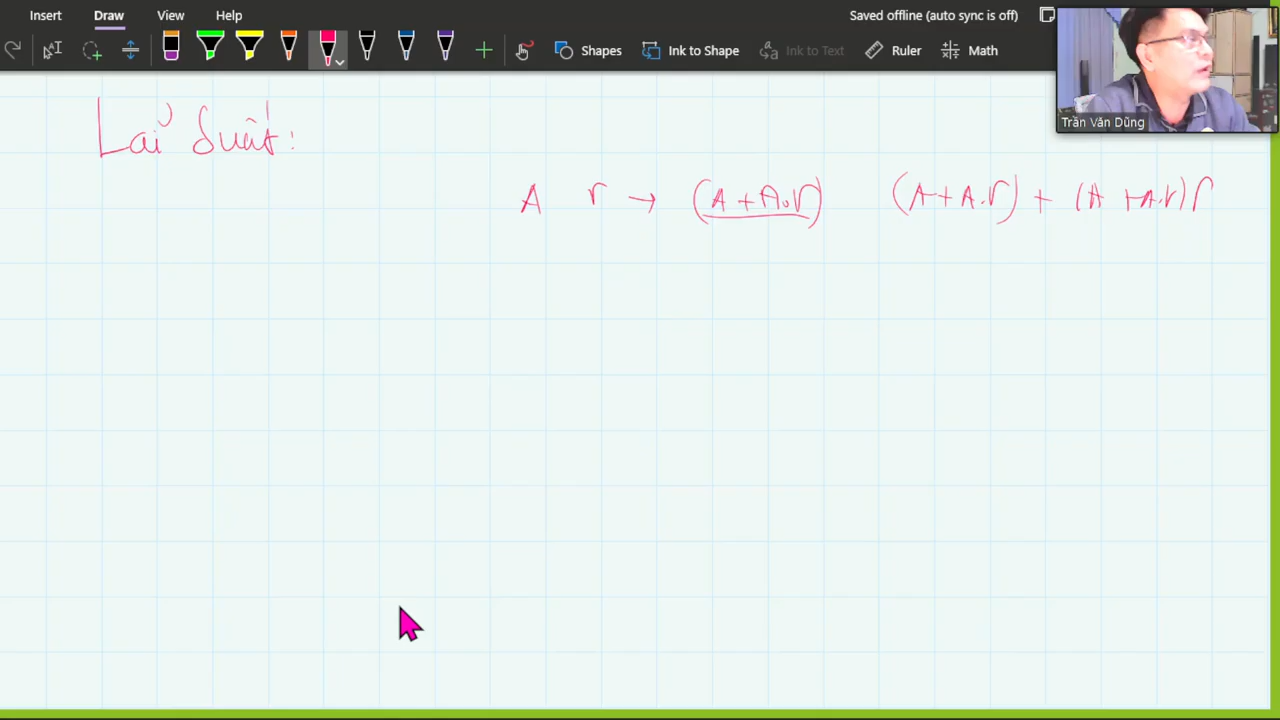 Insert Draw View Help Saved offline (auto sync is off)
Shapes Ink to Shape Ink to Text Ruler Math
Trần Văn Dũng
Lãi suất:
A r → (A + A.r) (A + A.r) + (A + A.r) r